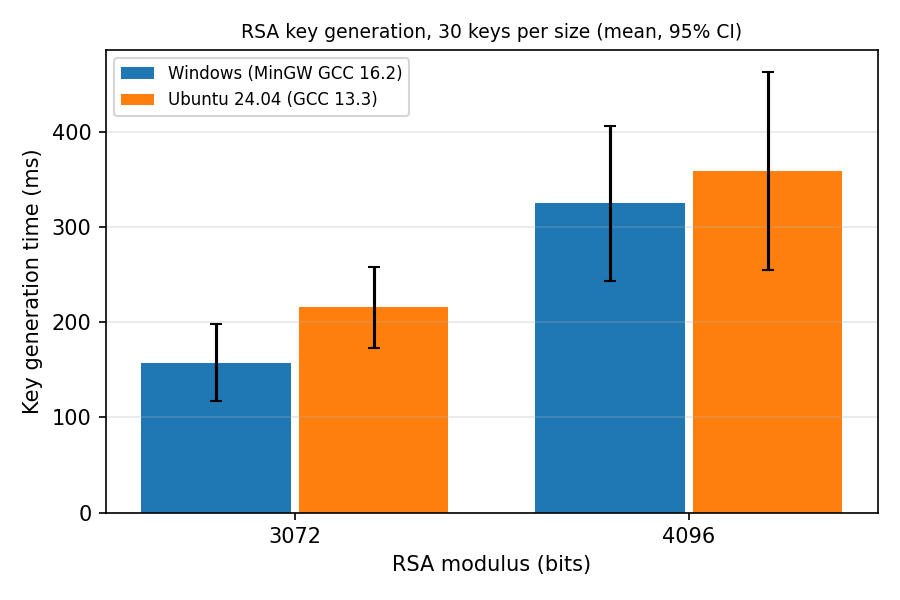 RSA key generation, 30 keys per size (mean, 95% CI)
Windows (MinGW GCC 16.2)
Ubuntu 24.04 (GCC 13.3)
Key generation time (ms)
400
300
200
100
0
3072
4096
RSA modulus (bits)